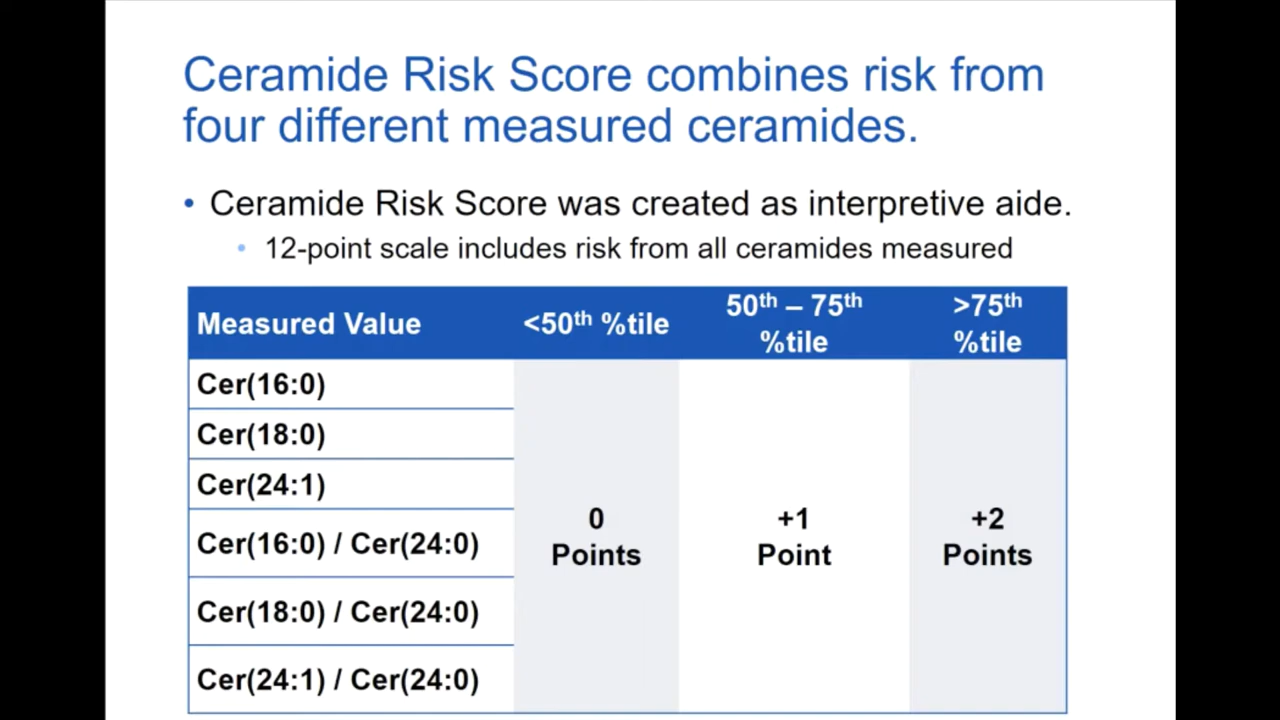 Ceramide Risk Score combines risk from
four different measured ceramides.
• Ceramide Risk Score was created as interpretive aide.
• 12-point scale includes risk from all ceramides measured
Measured Value <50th %tile 50th – 75th %tile >75th %tile
Cer(16:0)
Cer(18:0)
Cer(24:1)
Cer(16:0) / Cer(24:0)
Cer(18:0) / Cer(24:0)
Cer(24:1) / Cer(24:0)
0 Points
+1 Point
+2 Points